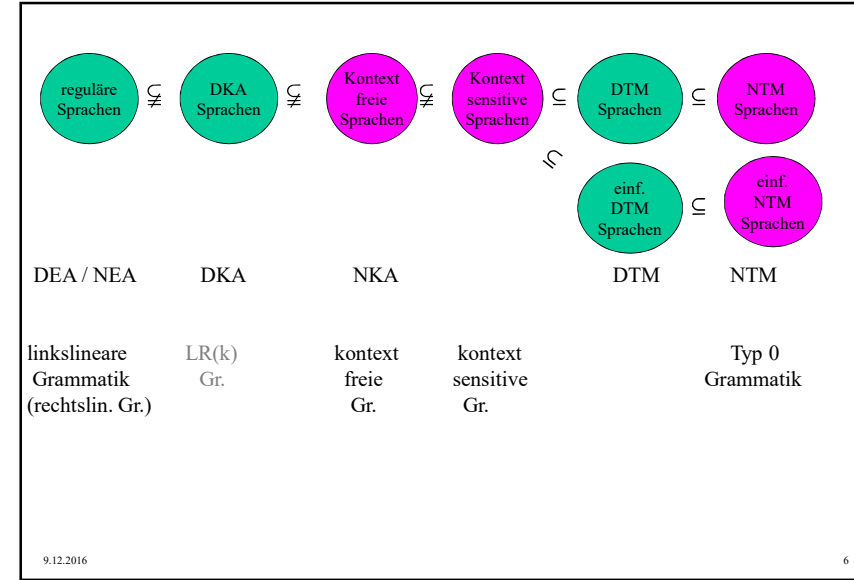 reguläre
Sprachen
⊊
DKA
Sprachen
⊊
Kontext
freie
Sprachen
⊊
Kontext
sensitive
Sprachen
⊆
DTM
Sprachen
⊆
NTM
Sprachen
⊆
einf.
DTM
Sprachen
⊆
einf.
NTM
Sprachen
DEA / NEA DKA NKA DTM NTM
linkslineare
Grammatik
(rechtslin. Gr.)
LR(k)
Gr.
kontext
freie
Gr.
kontext
sensitive
Gr.
Typ 0
Grammatik
9.12.2016
6